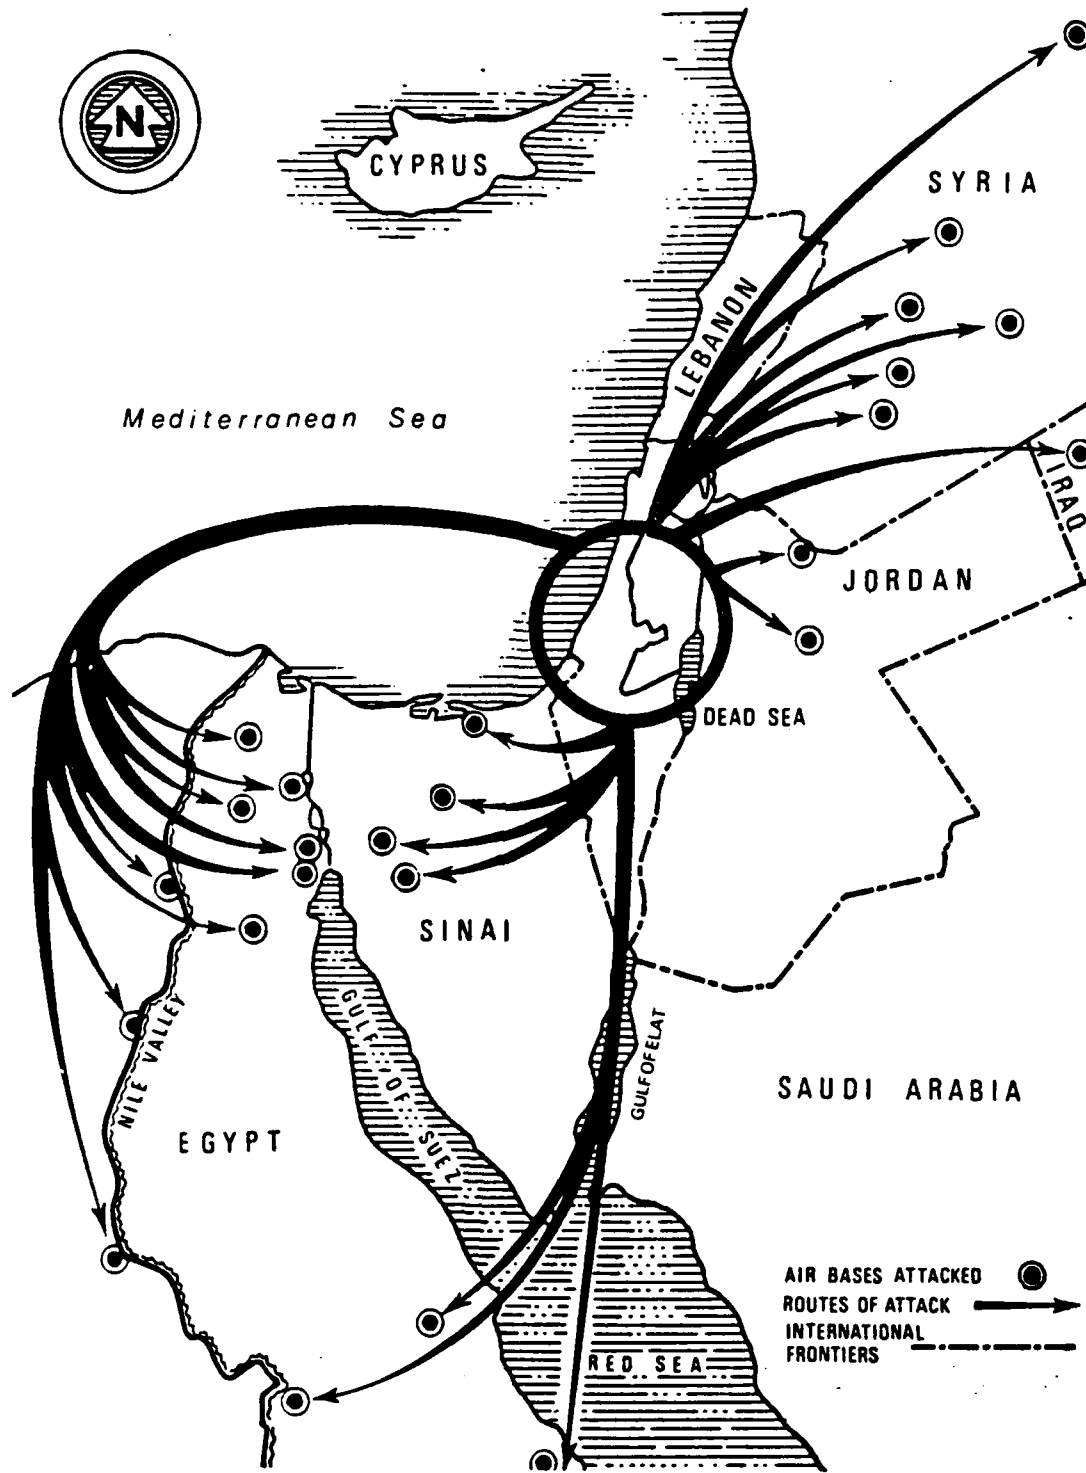 N
CYPRUS
SYRIA
LEBANON
Mediterranean Sea
IRAQ
JORDAN
DEAD SEA
SINAI
GULF OF SUEZ
GULF OF ELAT
NILE VALLEY
SAUDI ARABIA
EGYPT
AIR BASES ATTACKED
ROUTES OF ATTACK
INTERNATIONAL
FRONTIERS
RED SEA